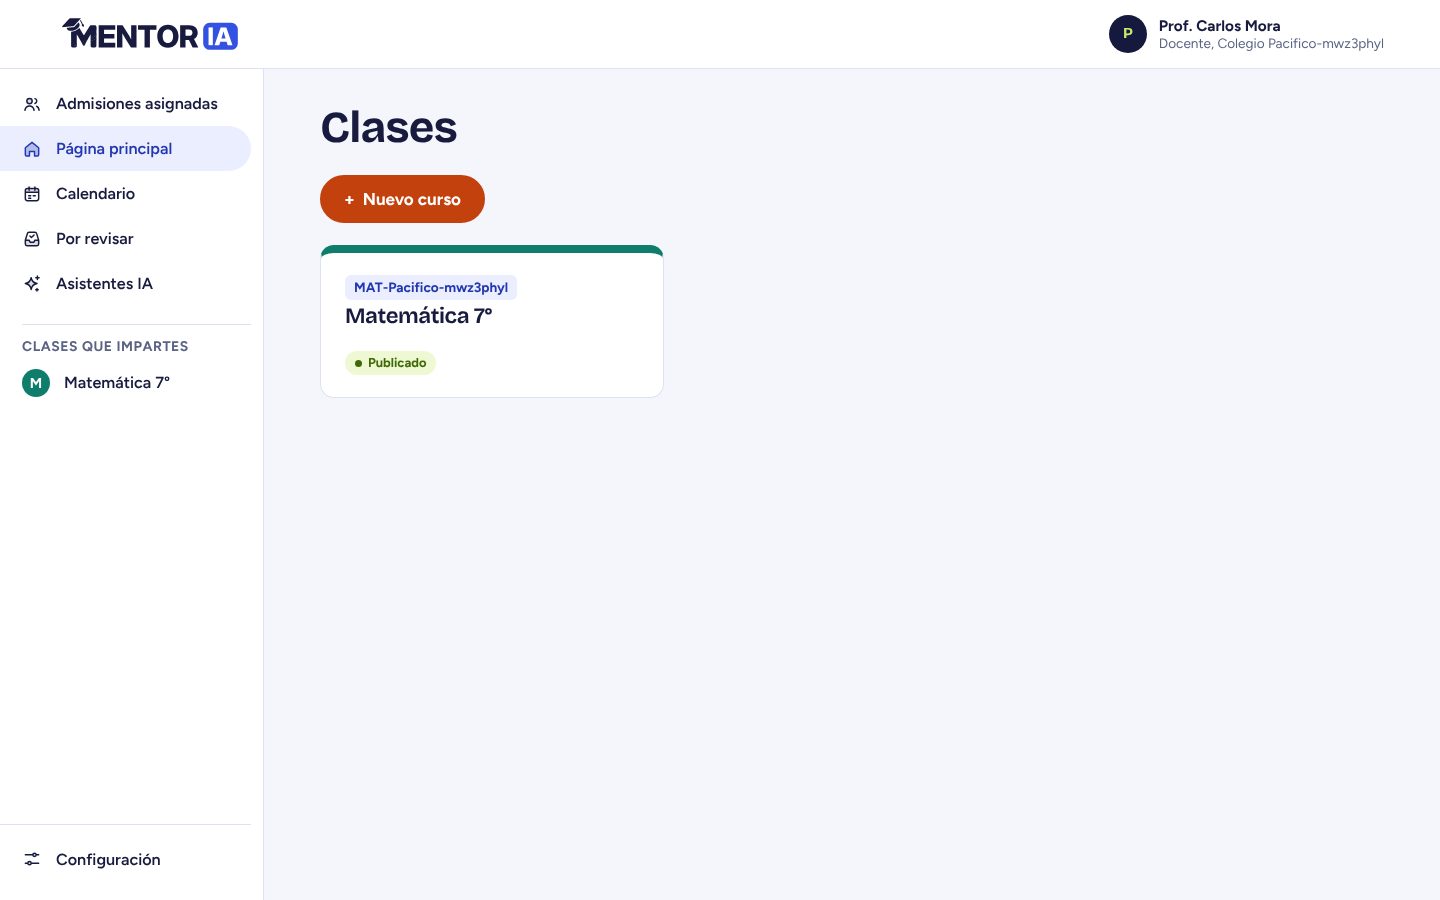 MENTOR IA
P
Prof. Carlos Mora
Docente, Colegio Pacifico-mwz3phyl
Admisiones asignadas
Página principal
Calendario
Por revisar
Asistentes IA
CLASES QUE IMPARTES
M Matemática 7°
Configuración
Clases
+ Nuevo curso
MAT-Pacifico-mwz3phyl
Matemática 7°
Publicado